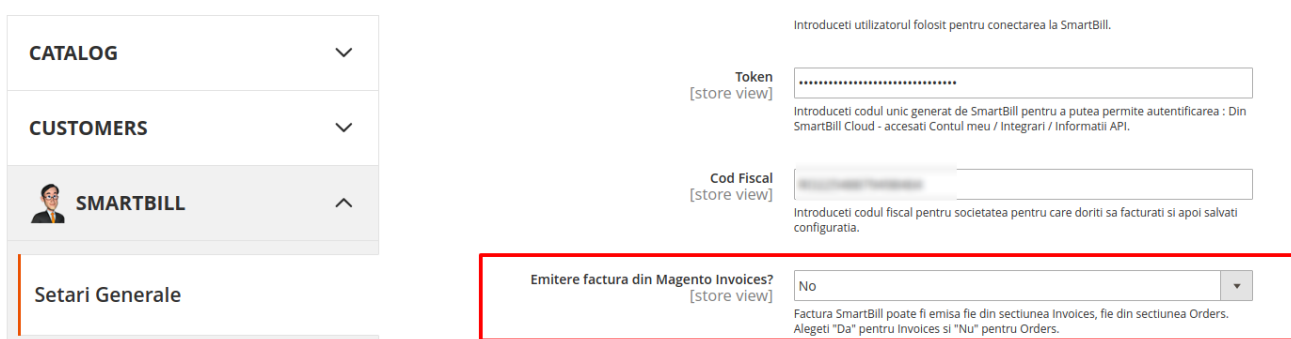 CATALOG
CUSTOMERS
SMARTBILL
Setari Generale
Introduceti utilizatorul folosit pentru conectarea la SmartBill.
Token
[store view]
••••••••••••••••••••••••••••••••
Introduceti codul unic generat de SmartBill pentru a putea permite autentificarea : Din
SmartBill Cloud - accesati Contul meu / Integrari / Informatii API.
Cod Fiscal
[store view]
Introduceti codul fiscal pentru societatea pentru care doriti sa facturati si apoi salvati
configuratia.
Emitere factura din Magento Invoices?
[store view]
No
Factura SmartBill poate fi emisa fie din sectiunea Invoices, fie din sectiunea Orders.
Alegeti "Da" pentru Invoices si "Nu" pentru Orders.